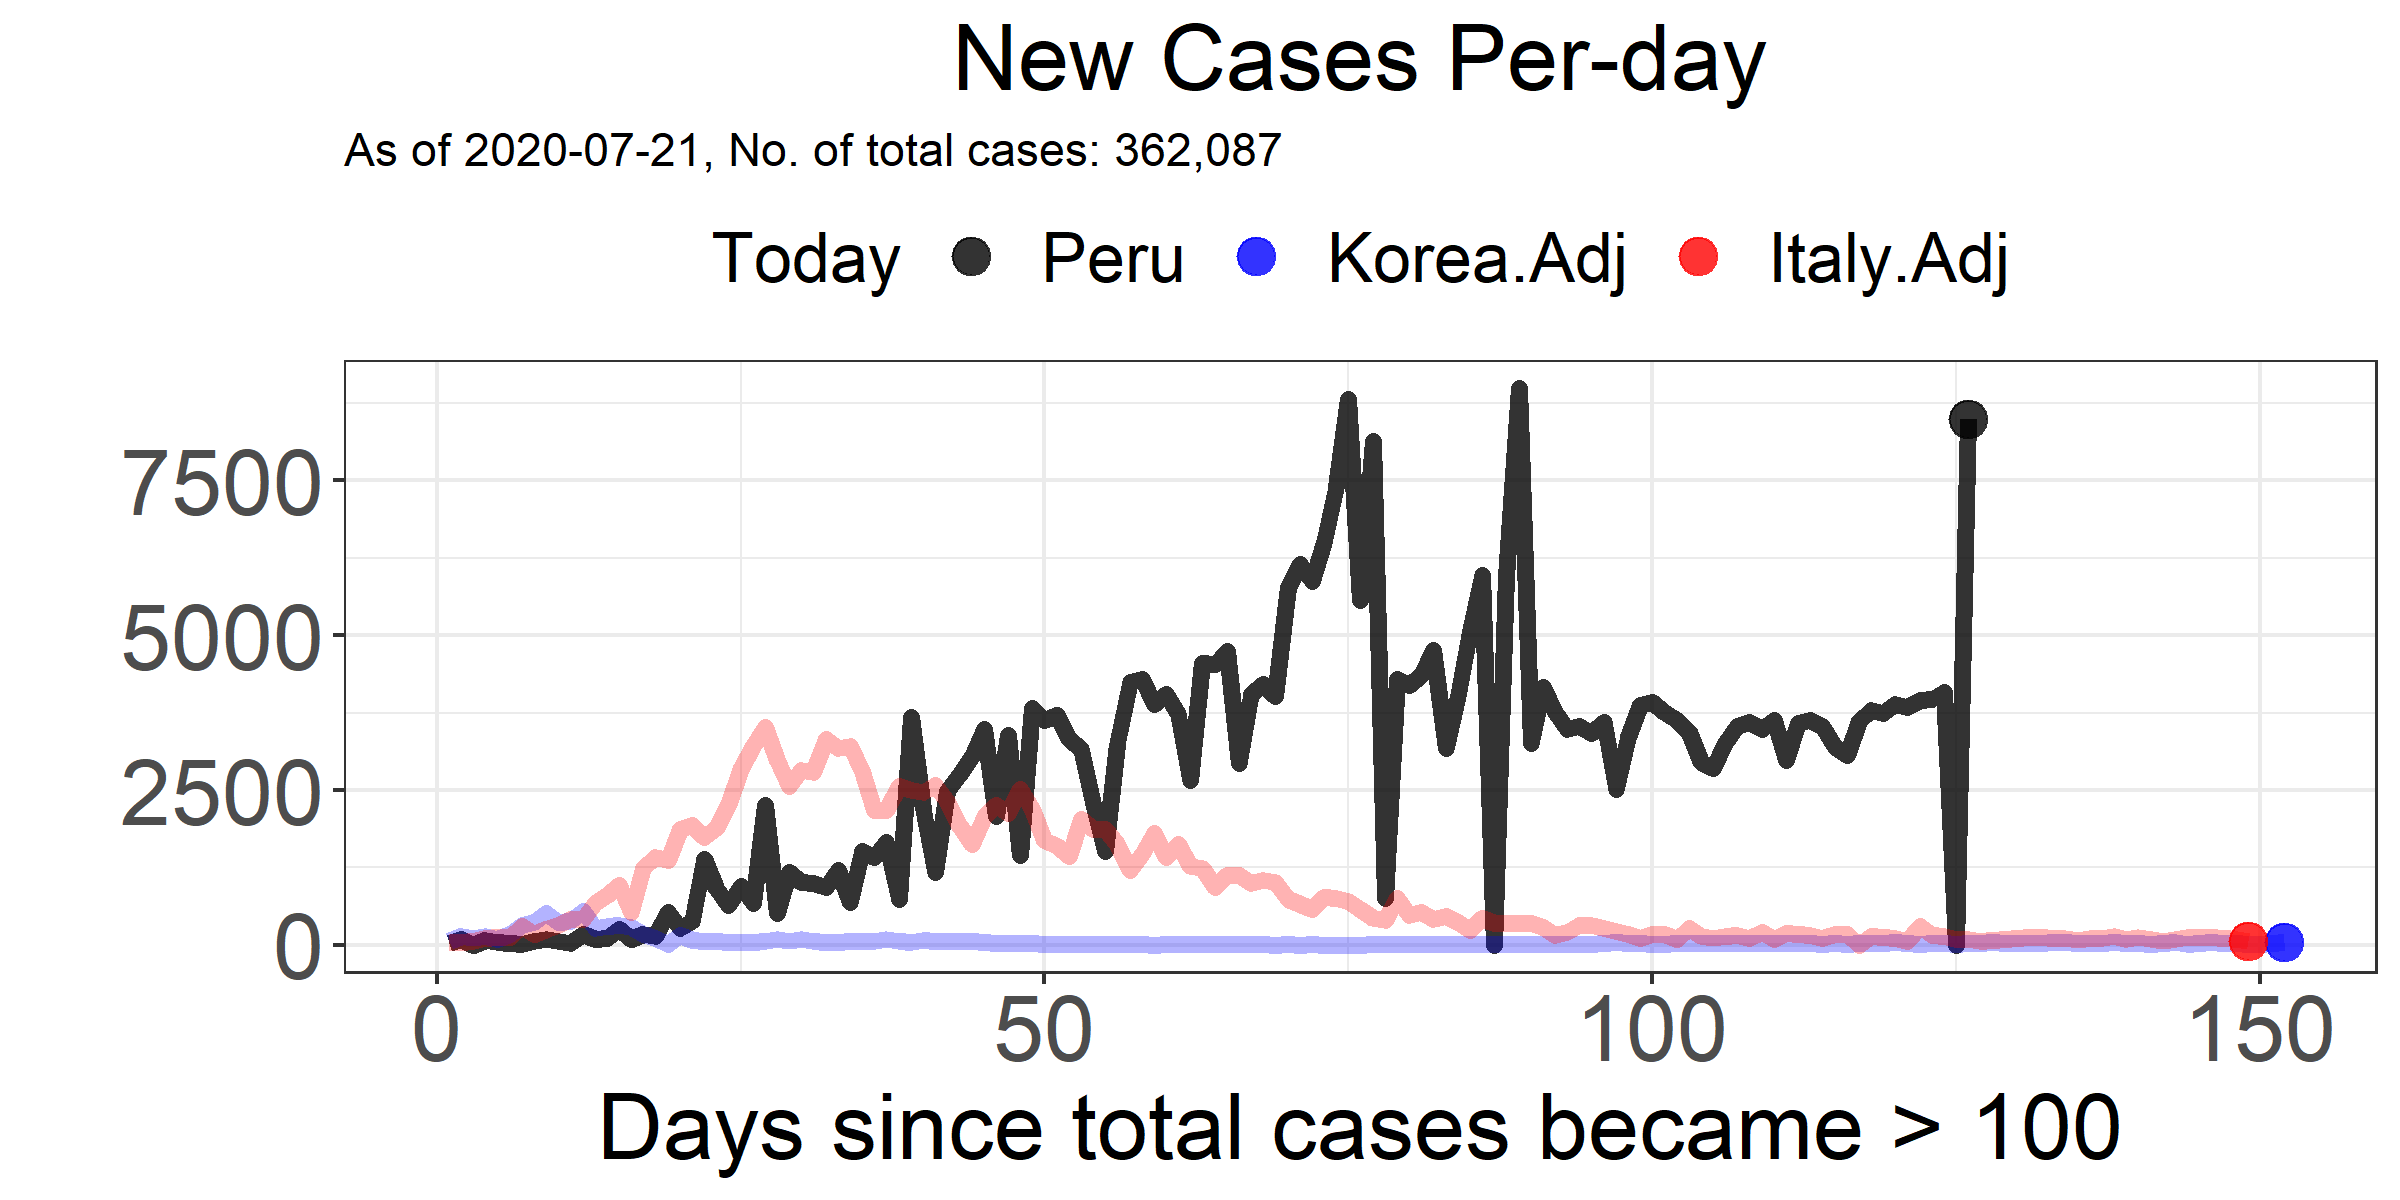 New Cases Per-day
As of 2020-07-21, No. of total cases: 362,087
Today Peru Korea.Adj Italy.Adj
7500
5000
2500
0
0 50 100 150
Days since total cases became > 100